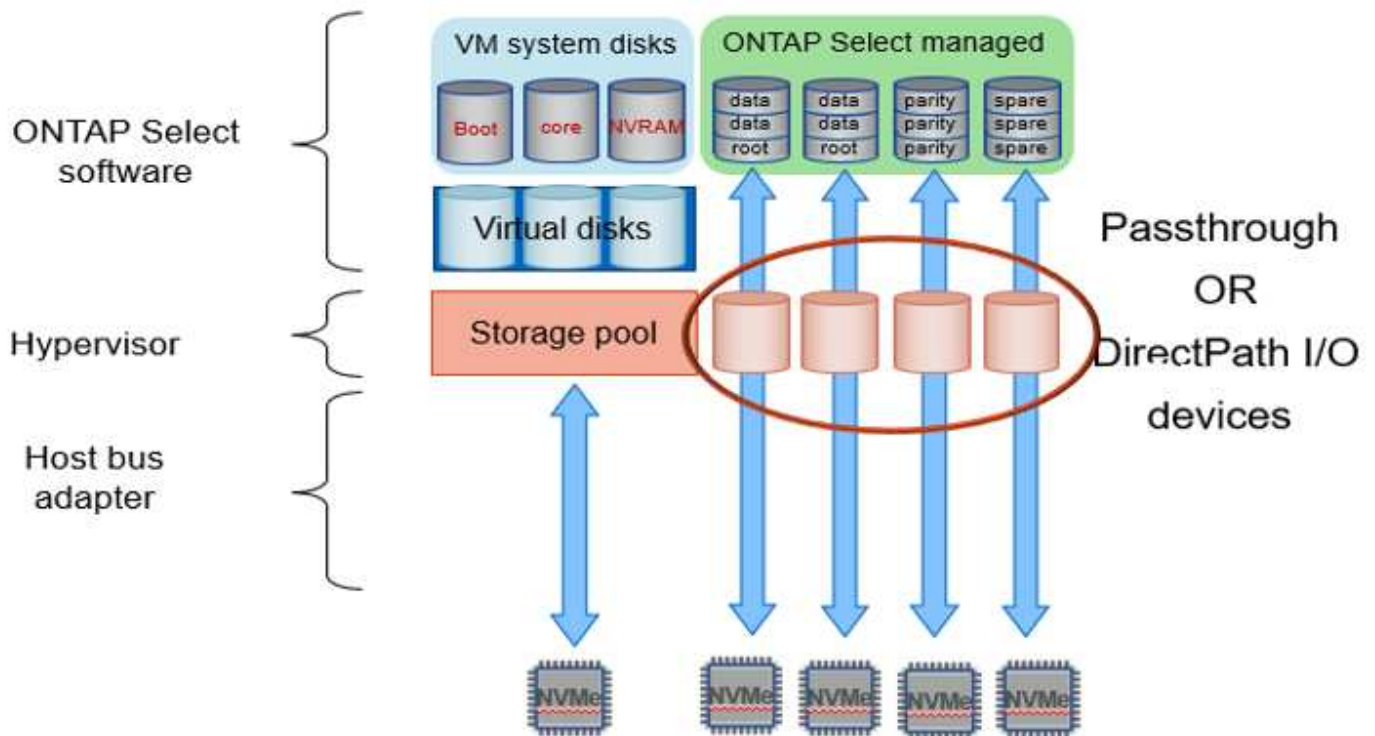 VM system disks
ONTAP Select managed
Boot
core
NVRAM
data
data
root
data
data
root
parity
parity
parity
spare
spare
spare
ONTAP Select
software
Virtual disks
Passthrough
OR
DirectPath I/O
devices
Hypervisor
Storage pool
Host bus
adapter
NVMe
NVMe
NVMe
NVMe
NVMe